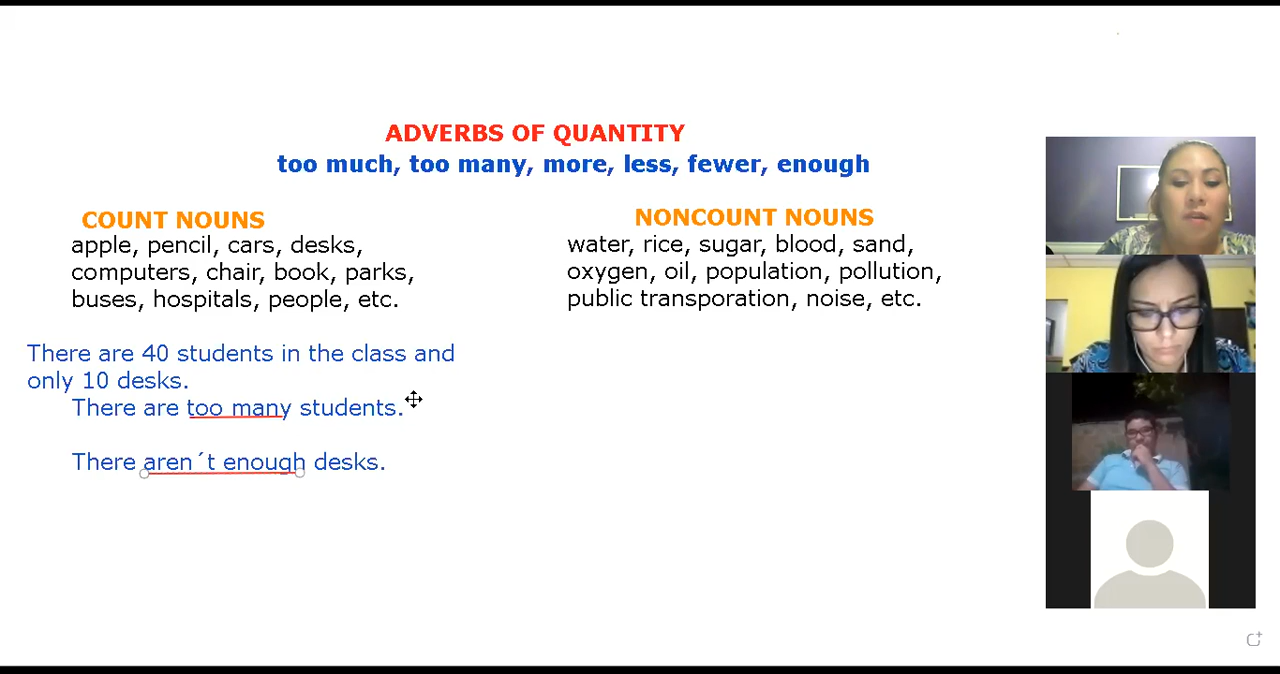 ADVERBS OF QUANTITY
too much, too many, more, less, fewer, enough
COUNT NOUNS
apple, pencil, cars, desks,
computers, chair, book, parks,
buses, hospitals, people, etc.
NONCOUNT NOUNS
water, rice, sugar, blood, sand,
oxygen, oil, population, pollution,
public transporation, noise, etc.
There are 40 students in the class and
only 10 desks.
There are too many students.
There aren´t enough desks.